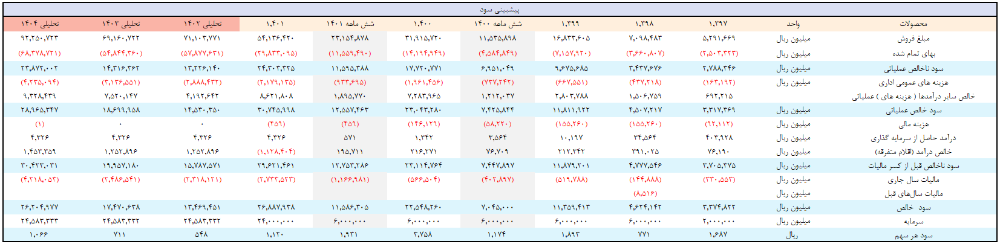 پیشبینی سود
محصولات واحد ۱,۳۹۷ ۱,۳۹۸ ۱,۳۹۹ شش ماهه ۱۴۰۰ ۱,۴۰۰ شش ماهه ۱۴۰۱ ۱,۴۰۱ تحلیلی ۱۴۰۲ تحلیلی ۱۴۰۳ تحلیلی ۱۴۰۴
مبلغ فروش میلیون ریال ۵,۲۹۱,۶۶۹ ۷,۰۹۸,۴۸۳ ۱۶,۸۳۳,۶۰۵ ۱۱,۵۳۵,۸۹۸ ۳۱,۹۱۵,۷۲۰ ۲۳,۱۵۴,۸۷۸ ۵۴,۱۳۶,۴۲۰ ۷۱,۱۰۳,۷۷۱ ۶۹,۱۶۰,۷۲۲ ۹۲,۲۵۰,۷۲۳
بهای تمام شده میلیون ریال (۲,۵۰۳,۳۲۳) (۳,۶۶۰,۸۰۷) (۷,۱۵۷,۹۲۰) (۴,۵۸۴,۸۴۹) (۱۴,۱۹۴,۹۴۹) (۱۱,۵۵۹,۴۹۰) (۲۹,۸۳۳,۰۹۵) (۵۷,۸۷۷,۶۳۱) (۵۴,۸۴۴,۳۶۰) (۶۸,۳۷۸,۷۲۱)
سود ناخالص عملیاتی میلیون ریال ۲,۷۸۸,۳۴۶ ۳,۴۳۷,۶۷۶ ۹,۶۷۵,۶۸۵ ۶,۹۵۱,۰۴۹ ۱۷,۷۲۰,۷۷۱ ۱۱,۵۹۵,۳۸۸ ۲۴,۳۰۳,۳۲۵ ۱۳,۲۲۶,۱۴۰ ۱۴,۳۱۶,۳۶۲ ۲۳,۸۷۲,۰۰۲
هزینه های عمومی اداری میلیون ریال (۱۶۳,۱۹۲) (۴۳۷,۲۱۸) (۶۶۷,۵۵۱) (۷۳۷,۲۴۲) (۱,۹۶۱,۴۵۶) (۹۳۳,۶۹۵) (۲,۱۷۹,۱۳۵) (۲,۸۸۸,۴۳۲) (۳,۱۳۶,۵۵۱) (۴,۲۳۵,۰۹۴)
خالص سایر درآمدها ( هزینه های ) عملیاتی ۶۹۲,۲۱۵ ۱,۵۰۶,۷۵۹ ۲,۸۰۳,۷۸۸ ۱,۲۱۲,۰۳۷ ۷,۲۸۳,۹۶۵ ۱,۸۹۵,۷۷۰ ۸,۶۲۱,۸۰۸ ۴,۱۹۲,۶۴۲ ۷,۵۲۰,۱۴۷ ۹,۳۲۸,۴۳۹
سود خالص عملیاتی میلیون ریال ۳,۳۱۷,۳۶۹ ۴,۵۰۷,۲۱۷ ۱۱,۸۱۱,۹۲۲ ۷,۴۲۵,۸۴۴ ۲۳,۰۴۳,۲۸۰ ۱۲,۵۵۷,۴۶۳ ۳۰,۷۴۵,۹۹۸ ۱۴,۵۳۰,۳۵۰ ۱۸,۶۹۹,۹۵۸ ۲۸,۹۶۵,۳۴۷
هزینه مالی میلیون ریال (۹۲,۱۱۲) (۱۵۵,۲۶۰) (۱۵۵,۲۶۰) (۵۸,۲۲۰) (۱۴۶,۱۲۹) (۴۵۹) (۴۵۹) ۰ ۰ (۱)
درآمد حاصل از سرمایه گذاری میلیون ریال ۴۰۳,۹۲۸ ۳۴,۵۶۴ ۱۰,۱۹۷ ۳,۵۶۴ ۱,۳۴۲ ۵۷۱ ۴,۳۲۶ ۴,۳۲۶ ۴,۳۲۶ ۴,۳۲۶
خالص درآمد (اقلام متفرقه) میلیون ریال ۷۶,۱۹۰ ۳۹۱,۰۲۵ ۲۱۲,۳۴۲ ۷۶,۷۰۹ ۲۱۶,۲۷۱ ۱۹۵,۷۱۱ (۱,۱۲۸,۴۰۴) ۱,۲۵۲,۸۹۶ ۱,۲۵۲,۸۹۶ ۱,۴۵۳,۳۵۹
سود ناخالص قبل از کسر مالیات میلیون ریال ۳,۷۰۵,۳۷۵ ۴,۷۷۷,۵۴۶ ۱۱,۸۷۹,۲۰۱ ۷,۴۴۷,۸۹۷ ۲۳,۱۱۴,۷۶۴ ۱۲,۷۵۳,۲۸۶ ۲۹,۶۲۱,۴۶۱ ۱۵,۷۸۷,۵۷۱ ۱۹,۹۵۷,۱۸۰ ۳۰,۴۲۳,۰۳۱
مالیات سال جاری میلیون ریال (۳۳۰,۵۵۳) (۱۴۴,۸۸۸) (۵۱۹,۷۸۸) (۴۰۲,۸۹۷) (۵۶۶,۵۰۴) (۱,۱۶۶,۹۸۱) (۲,۷۳۳,۵۲۳) (۲,۳۱۸,۱۲۱) (۲,۴۸۶,۵۴۱) (۴,۲۱۸,۰۵۳)
مالیات سال‌های قبل میلیون ریال (۸,۵۱۶)
سود خالص میلیون ریال ۳,۳۷۴,۸۲۲ ۴,۶۲۴,۱۴۲ ۱۱,۳۵۹,۴۱۳ ۷,۰۴۵,۰۰۰ ۲۲,۵۴۸,۲۶۰ ۱۱,۵۸۶,۳۰۵ ۲۶,۸۸۷,۹۳۸ ۱۳,۴۶۹,۴۵۱ ۱۷,۴۷۰,۶۳۸ ۲۶,۲۰۴,۹۷۷
سرمایه میلیون ریال ۲,۰۰۰,۰۰۰ ۶,۰۰۰,۰۰۰ ۶,۰۰۰,۰۰۰ ۶,۰۰۰,۰۰۰ ۶,۰۰۰,۰۰۰ ۶,۰۰۰,۰۰۰ ۲۴,۰۰۰,۰۰۰ ۲۴,۵۸۳,۳۳۲ ۲۴,۵۸۳,۳۳۲ ۲۴,۵۸۳,۳۳۳
سود هر سهم ریال ۱,۶۸۷ ۷۷۱ ۱,۸۹۳ ۱,۱۷۴ ۳,۷۵۸ ۱,۹۳۱ ۱,۱۲۰ ۵۴۸ ۷۱۱ ۱,۰۶۶